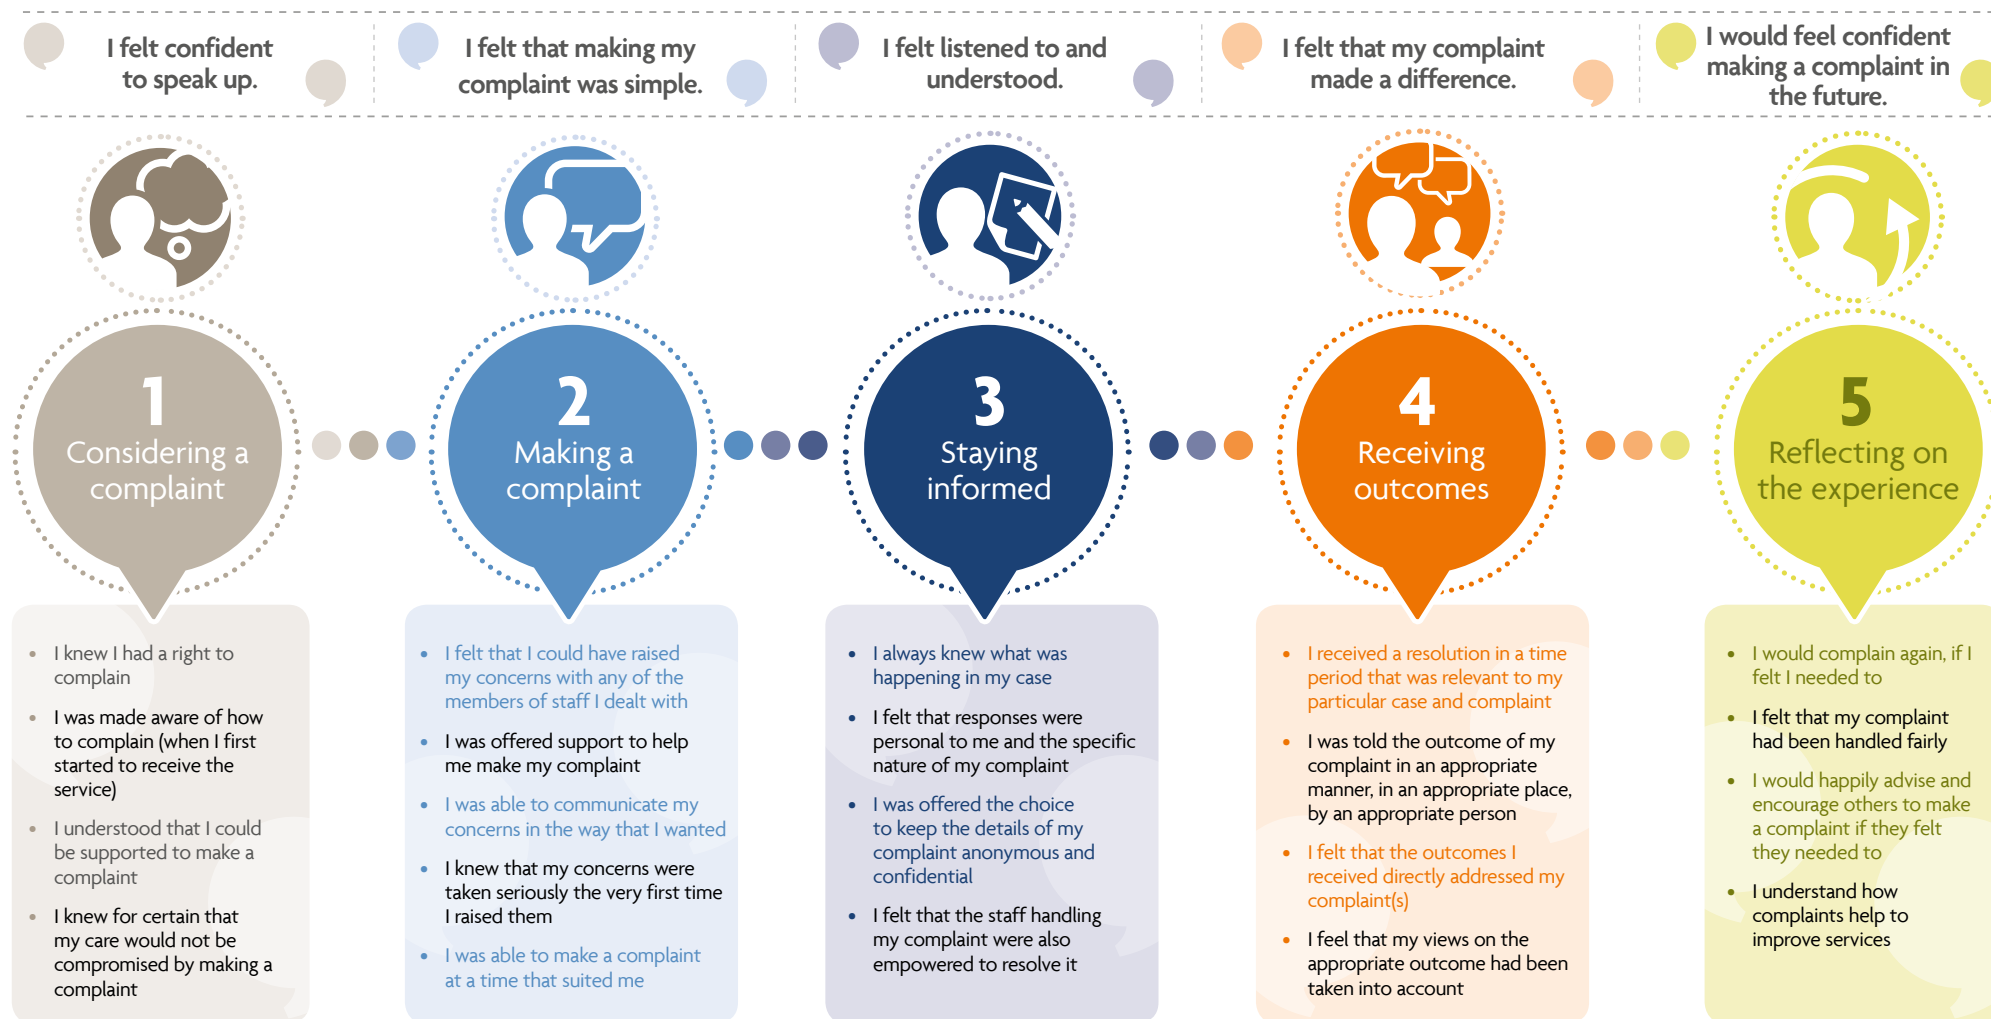 I felt confident
to speak up.
I felt that making my
complaint was simple.
I felt listened to and
understood.
I felt that my complaint
made a difference.
I would feel confident
making a complaint in
the future.
1
Considering a
complaint
2
Making a
complaint
3
Staying
informed
4
Receiving
outcomes
5
Reflecting on
the experience
• I knew I had a right to
complain
• I was made aware of how
to complain (when I first
started to receive the
service)
• I understood that I could
be supported to make a
complaint
• I knew for certain that
my care would not be
compromised by making a
complaint
• I felt that I could have raised
my concerns with any of the
members of staff I dealt with
• I was offered support to help
me make my complaint
• I was able to communicate my
concerns in the way that I wanted
• I knew that my concerns were
taken seriously the very first time
I raised them
• I was able to make a complaint
at a time that suited me
• I always knew what was
happening in my case
• I felt that responses were
personal to me and the specific
nature of my complaint
• I was offered the choice
to keep the details of my
complaint anonymous and
confidential
• I felt that the staff handling
my complaint were also
empowered to resolve it
• I received a resolution in a time
period that was relevant to my
particular case and complaint
• I was told the outcome of my
complaint in an appropriate
manner, in an appropriate place,
by an appropriate person
• I felt that the outcomes I
received directly addressed my
complaint(s)
• I feel that my views on the
appropriate outcome had been
taken into account
• I would complain again, if I
felt I needed to
• I felt that my complaint
had been handled fairly
• I would happily advise and
encourage others to make
a complaint if they felt
they needed to
• I understand how
complaints help to
improve services